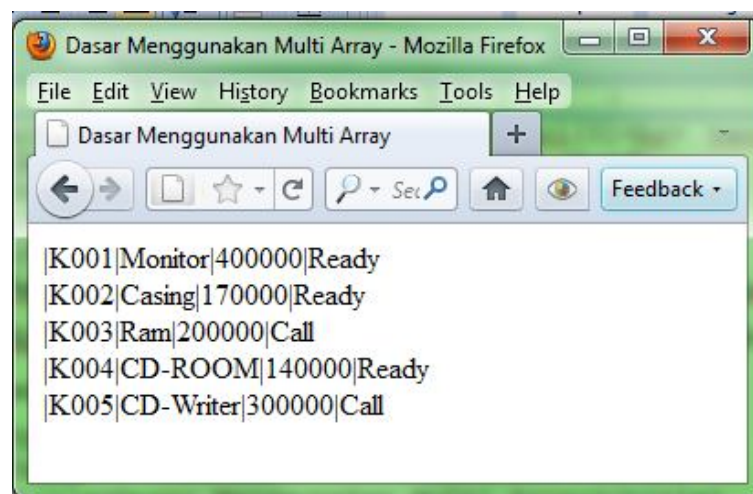 Dasar Menggunakan Multi Array - Mozilla Firefox
File Edit View History Bookmarks Tools Help
Dasar Menggunakan Multi Array
Feedback
|K001|Monitor|400000|Ready
|K002|Casing|170000|Ready
|K003|Ram|200000|Call
|K004|CD-ROOM|140000|Ready
|K005|CD-Writer|300000|Call